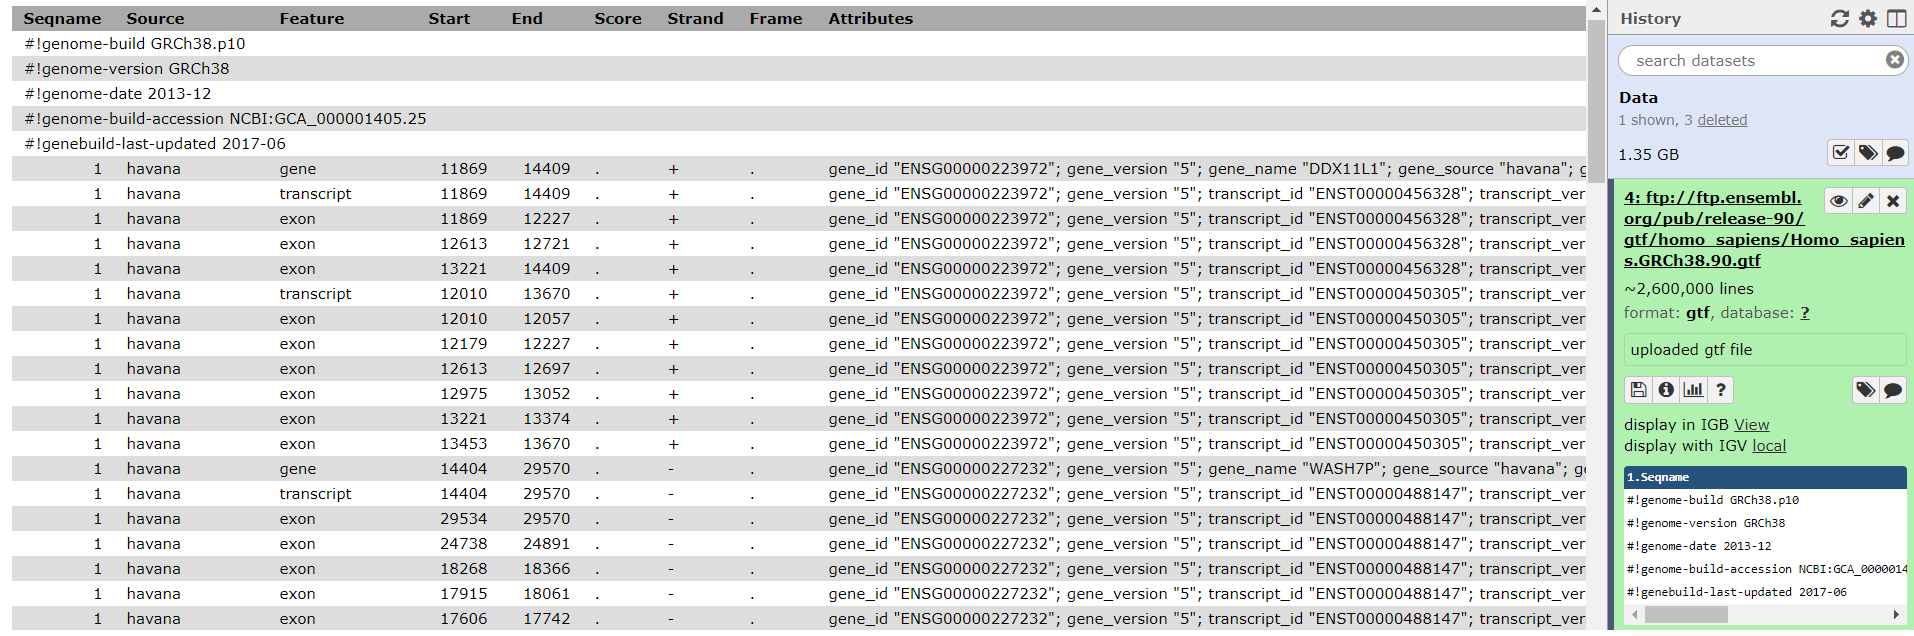 Seqname Source Feature Start End Score Strand Frame Attributes
#!genome-build GRCh38.p10
#!genome-version GRCh38
#!genome-date 2013-12
#!genome-build-accession NCBI:GCA_000001405.25
#!genebuild-last-updated 2017-06
1 havana gene 11869 14409 . + . gene_id "ENSG00000223972"; gene_version "5"; gene_name "DDX11L1"; gene_source "havana"; g
1 havana transcript 11869 14409 . + . gene_id "ENSG00000223972"; gene_version "5"; transcript_id "ENST00000456328"; transcript_ver
1 havana exon 11869 12227 . + . gene_id "ENSG00000223972"; gene_version "5"; transcript_id "ENST00000456328"; transcript_ver
1 havana exon 12613 12721 . + . gene_id "ENSG00000223972"; gene_version "5"; transcript_id "ENST00000456328"; transcript_ver
1 havana exon 13221 14409 . + . gene_id "ENSG00000223972"; gene_version "5"; transcript_id "ENST00000456328"; transcript_ver
1 havana transcript 12010 13670 . + . gene_id "ENSG00000223972"; gene_version "5"; transcript_id "ENST00000450305"; transcript_ver
1 havana exon 12010 12057 . + . gene_id "ENSG00000223972"; gene_version "5"; transcript_id "ENST00000450305"; transcript_ver
1 havana exon 12179 12227 . + . gene_id "ENSG00000223972"; gene_version "5"; transcript_id "ENST00000450305"; transcript_ver
1 havana exon 12613 12697 . + . gene_id "ENSG00000223972"; gene_version "5"; transcript_id "ENST00000450305"; transcript_ver
1 havana exon 12975 13052 . + . gene_id "ENSG00000223972"; gene_version "5"; transcript_id "ENST00000450305"; transcript_ver
1 havana exon 13221 13374 . + . gene_id "ENSG00000223972"; gene_version "5"; transcript_id "ENST00000450305"; transcript_ver
1 havana exon 13453 13670 . + . gene_id "ENSG00000223972"; gene_version "5"; transcript_id "ENST00000450305"; transcript_ver
1 havana gene 14404 29570 . - . gene_id "ENSG00000227232"; gene_version "5"; gene_name "WASH7P"; gene_source "havana"; ge
1 havana transcript 14404 29570 . - . gene_id "ENSG00000227232"; gene_version "5"; transcript_id "ENST00000488147"; transcript_ver
1 havana exon 29534 29570 . - . gene_id "ENSG00000227232"; gene_version "5"; transcript_id "ENST00000488147"; transcript_ver
1 havana exon 24738 24891 . - . gene_id "ENSG00000227232"; gene_version "5"; transcript_id "ENST00000488147"; transcript_ver
1 havana exon 18268 18366 . - . gene_id "ENSG00000227232"; gene_version "5"; transcript_id "ENST00000488147"; transcript_ver
1 havana exon 17915 18061 . - . gene_id "ENSG00000227232"; gene_version "5"; transcript_id "ENST00000488147"; transcript_ver
1 havana exon 17606 17742 . - . gene_id "ENSG00000227232"; gene_version "5"; transcript_id "ENST00000488147"; transcript_ver
History
search datasets
Data
1 shown, 3 deleted
1.35 GB
4: ftp://ftp.ensembl.
org/pub/release-90/
gtf/homo_sapiens/Homo_sapien
s.GRCh38.90.gtf
~2,600,000 lines
format: gtf, database: ?
uploaded gtf file
?
display in IGB View
display with IGV local
1.Seqname
#!genome-build GRCh38.p10
#!genome-version GRCh38
#!genome-date 2013-12
#!genome-build-accession NCBI:GCA_0000014
#!genebuild-last-updated 2017-06